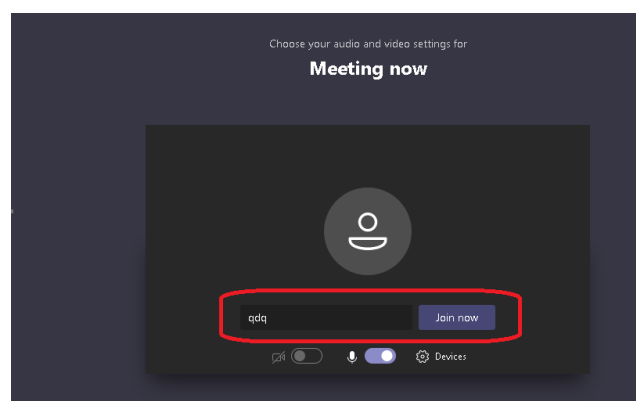 Choose your audio and video settings for
Meeting now
qdq
Join now
Devices